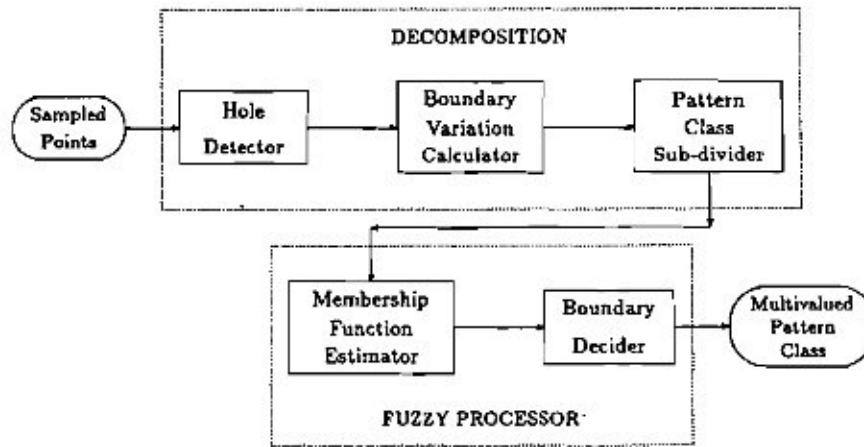 DECOMPOSITION
Sampled
Points
Hole
Detector
Boundary
Variation
Calculator
Pattern
Class
Sub-divider
Membership
Function
Estimator
Boundary
Decider
Multivalued
Pattern
Class
FUZZY PROCESSOR